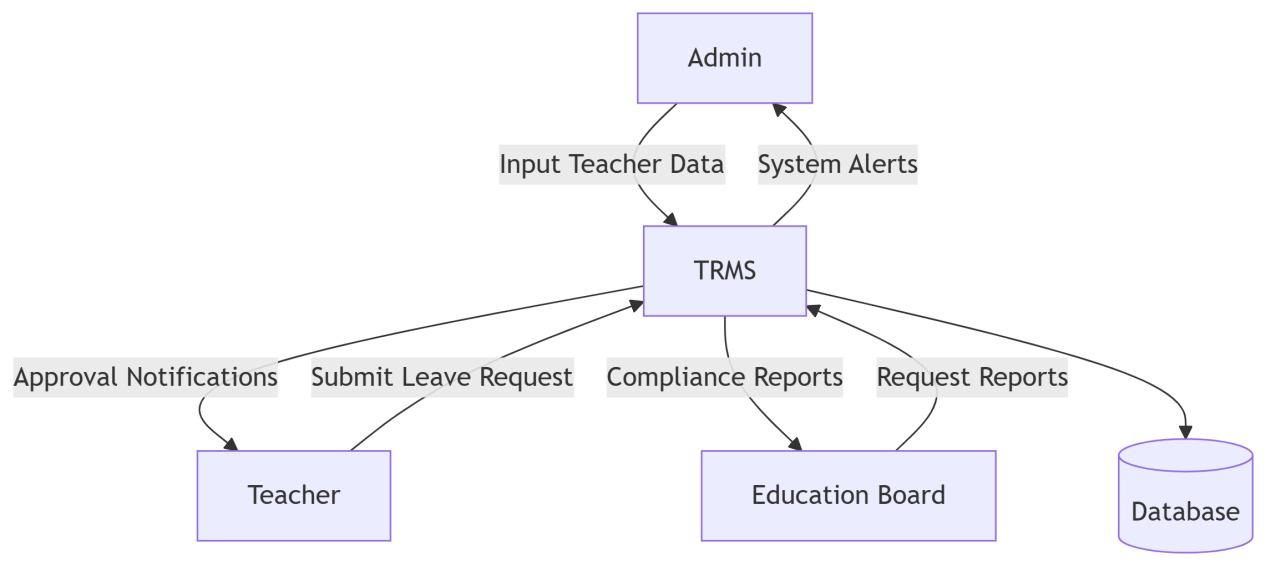 Admin
Input Teacher Data
System Alerts
TRMS
Approval Notifications
Submit Leave Request
Compliance Reports
Request Reports
Teacher
Education Board
Database